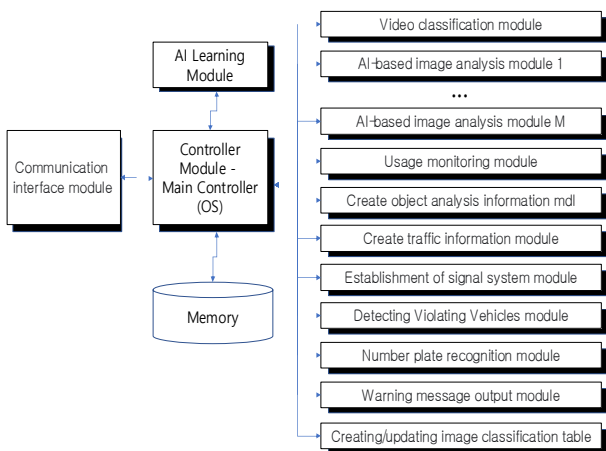 Video classification module
AI Learning
Module
AI-based image analysis module 1
...
AI-based image analysis module M
Communication
interface module
Controller
Module -
Main Controller
(OS)
Usage monitoring module
Create object analysis information mdl
Create traffic information module
Establishment of signal system module
Memory
Detecting Violating Vehicles module
Number plate recognition module
Warning message output module
Creating/updating image classification table